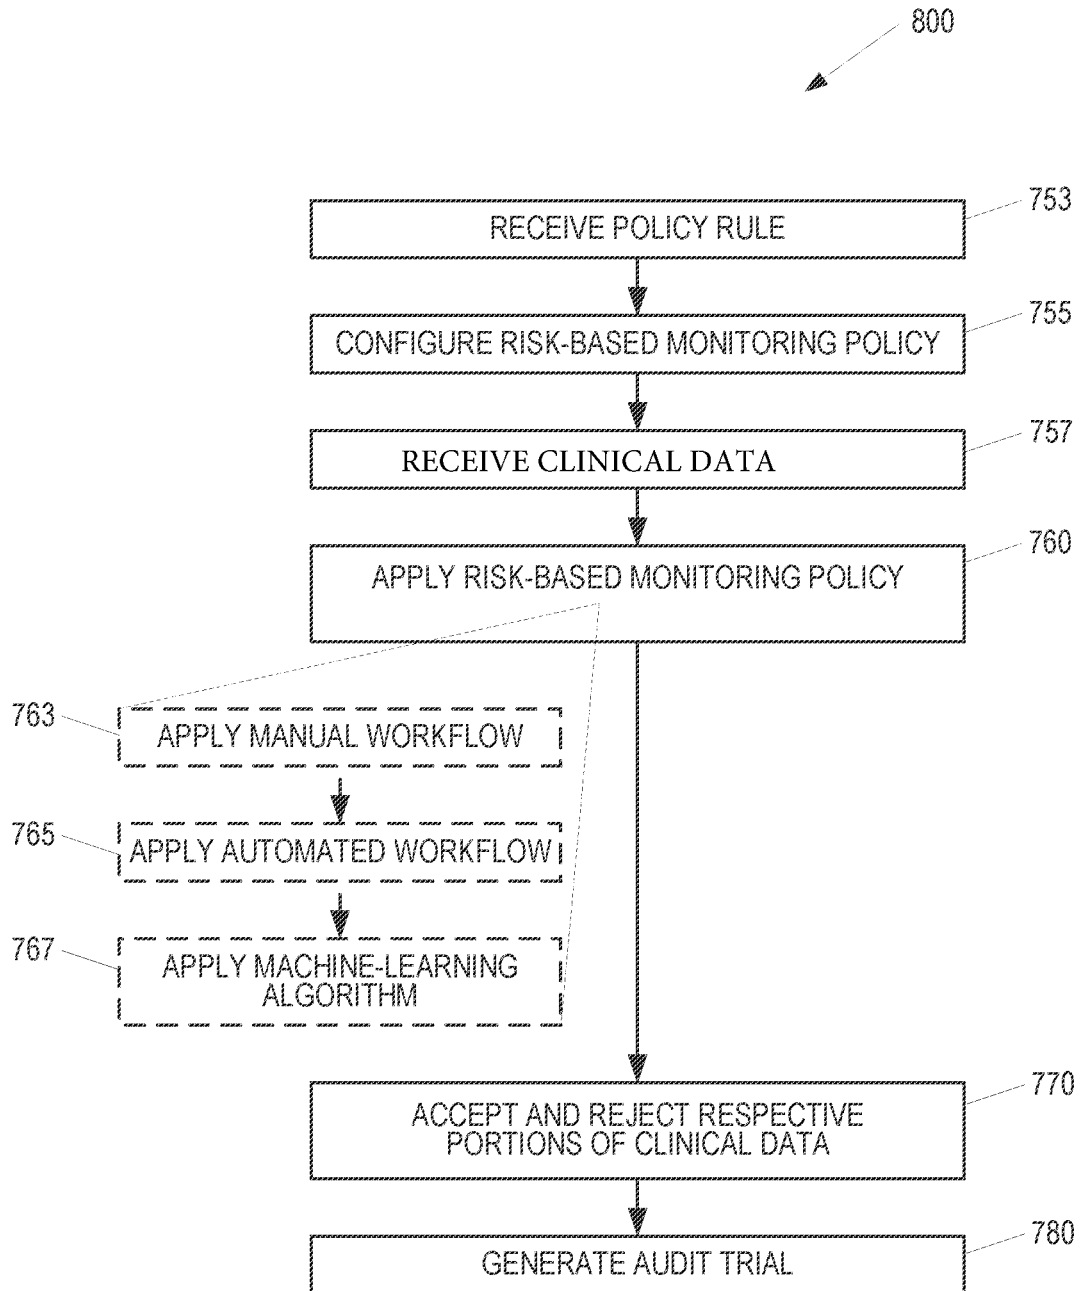 800
753
RECEIVE POLICY RULE
755
CONFIGURE RISK-BASED MONITORING POLICY
757
RECEIVE CLINICAL DATA
760
APPLY RISK-BASED MONITORING POLICY
763
APPLY MANUAL WORKFLOW
765
APPLY AUTOMATED WORKFLOW
767
APPLY MACHINE-LEARNING
ALGORITHM
770
ACCEPT AND REJECT RESPECTIVE
PORTIONS OF CLINICAL DATA
780
GENERATE AUDIT TRIAL